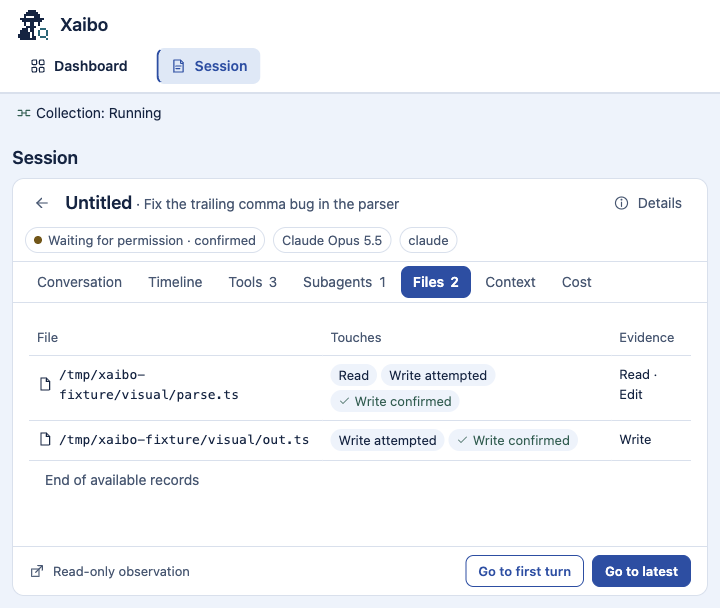 Xaibo
Dashboard
Session
Collection: Running
Session
Untitled · Fix the trailing comma bug in the parser
Details
Waiting for permission · confirmed
Claude Opus 5.5
claude
Conversation
Timeline
Tools 3
Subagents 1
Files 2
Context
Cost
File
Touches
Evidence
/tmp/xaibo-
fixture/visual/parse.ts
Read
Write attempted
Write confirmed
Read ·
Edit
/tmp/xaibo-fixture/visual/out.ts
Write attempted
Write confirmed
Write
End of available records
Read-only observation
Go to first turn
Go to latest